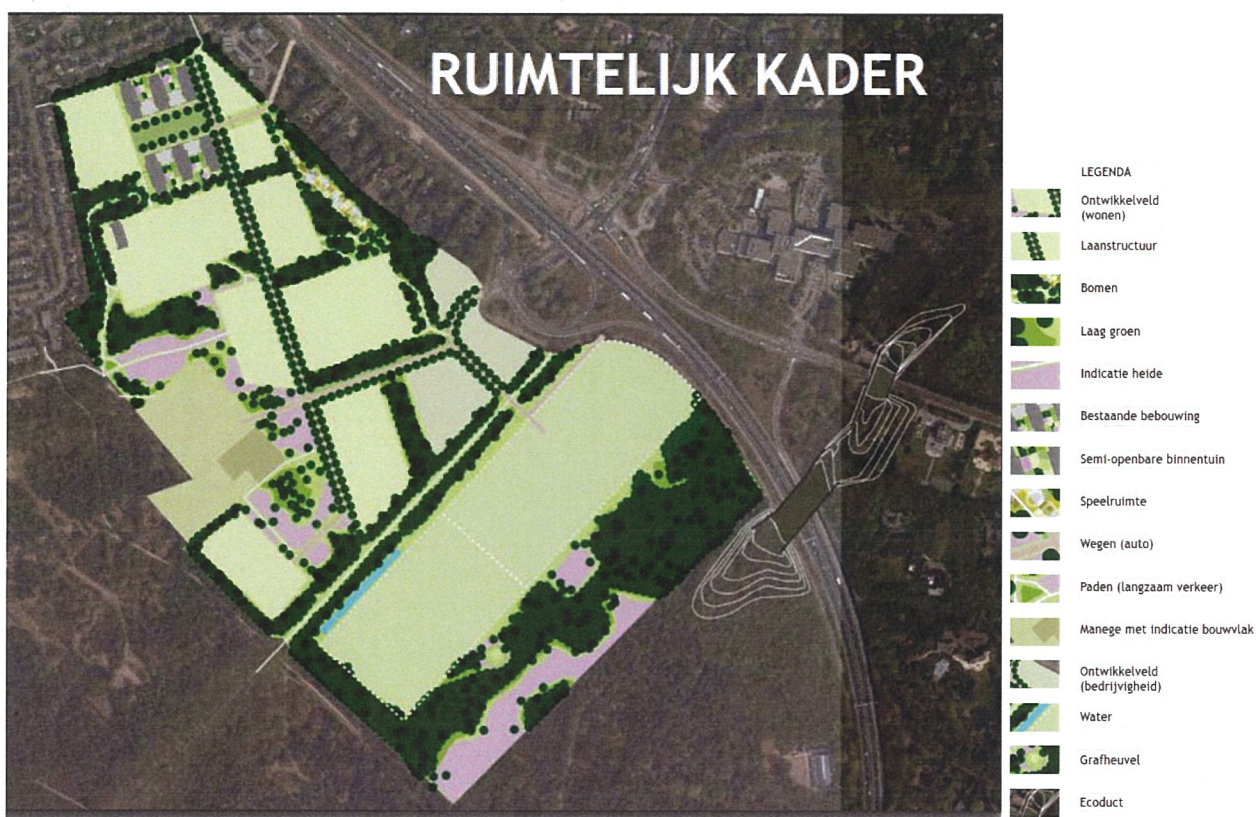 RUIMTELIJK KADER
LEGENDA
Ontwikkelveld
(wonen)
Laanstructuur
Bomen
Laag groen
Indicatie heide
Bestaande bebouwing
Semi-openbare binnentuin
Speelruimte
Wegen (auto)
Paden (langzaam verkeer)
Manege met indicatie bouwvlak
Ontwikkelveld
(bedrijvigheid)
Water
Grafheuvel
Ecoduct